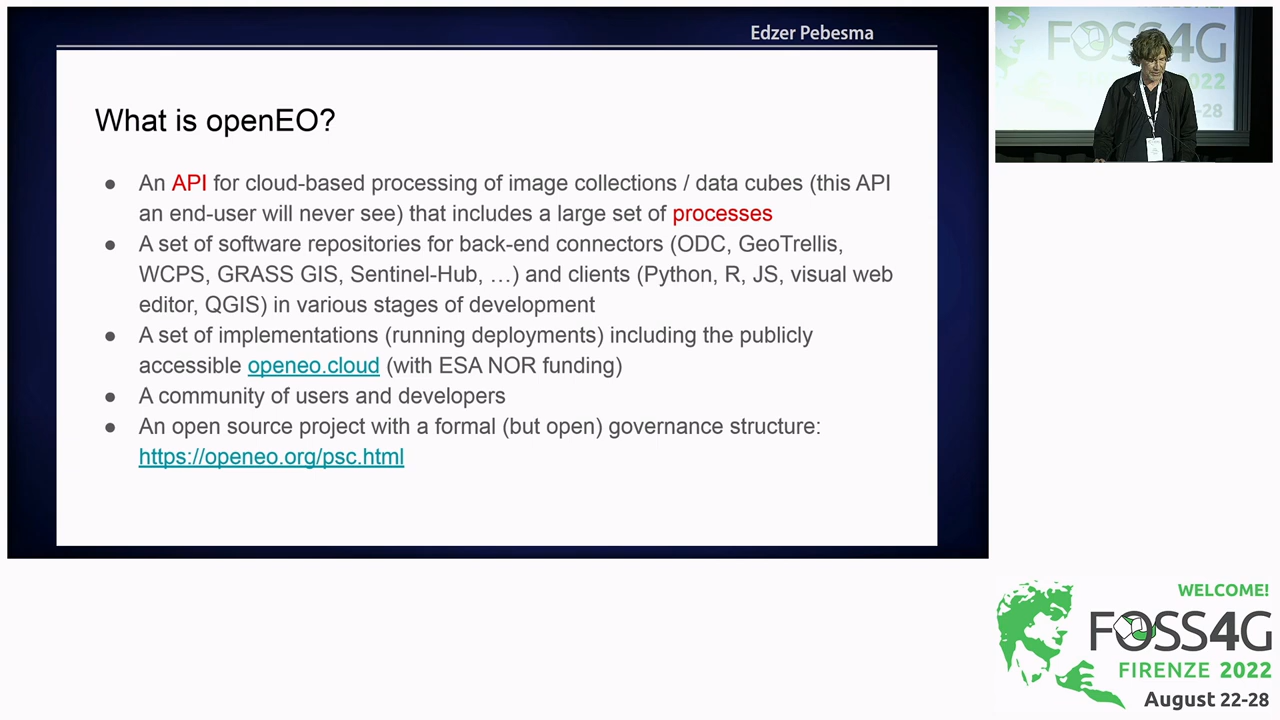 Edzer Pebesma
What is openEO?
● An API for cloud-based processing of image collections / data cubes (this API
an end-user will never see) that includes a large set of processes
● A set of software repositories for back-end connectors (ODC, GeoTrellis,
WCPS, GRASS GIS, Sentinel-Hub, …) and clients (Python, R, JS, visual web
editor, QGIS) in various stages of development
● A set of implementations (running deployments) including the publicly
accessible openeo.cloud (with ESA NOR funding)
● A community of users and developers
● An open source project with a formal (but open) governance structure:
https://openeo.org/psc.html
FOSS4G
2022
-28
WELCOME!
FOSS4G
FIRENZE 2022
August 22-28